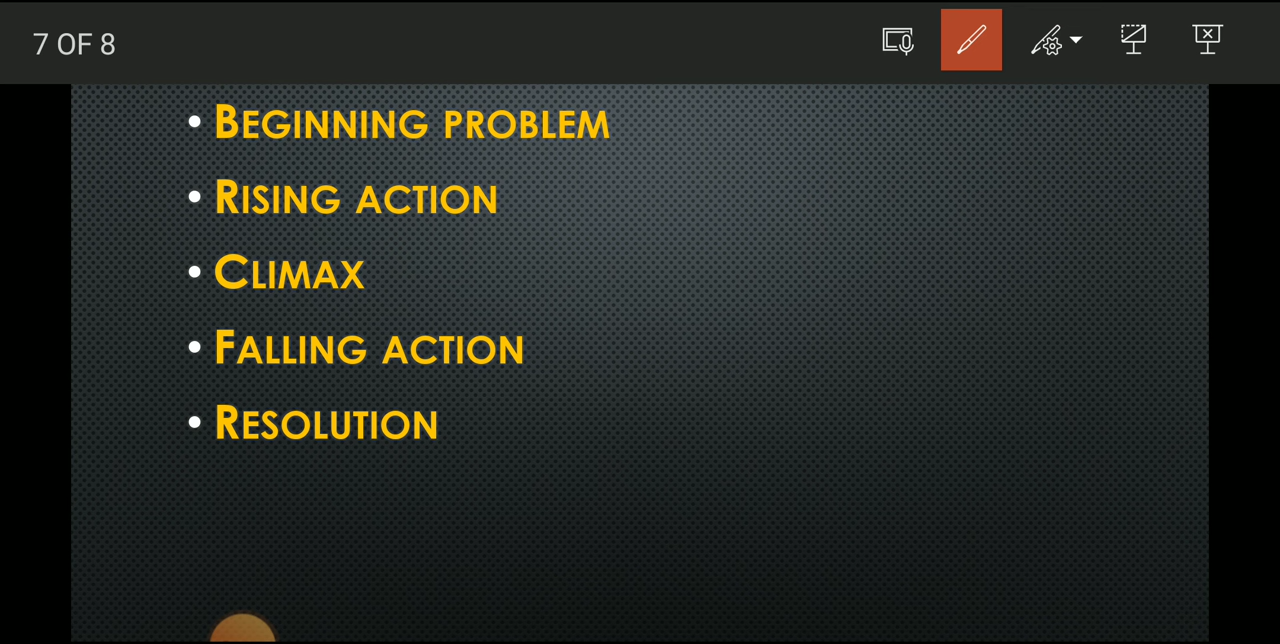 7 OF 8
• BEGINNING PROBLEM
• RISING ACTION
• CLIMAX
• FALLING ACTION
• RESOLUTION